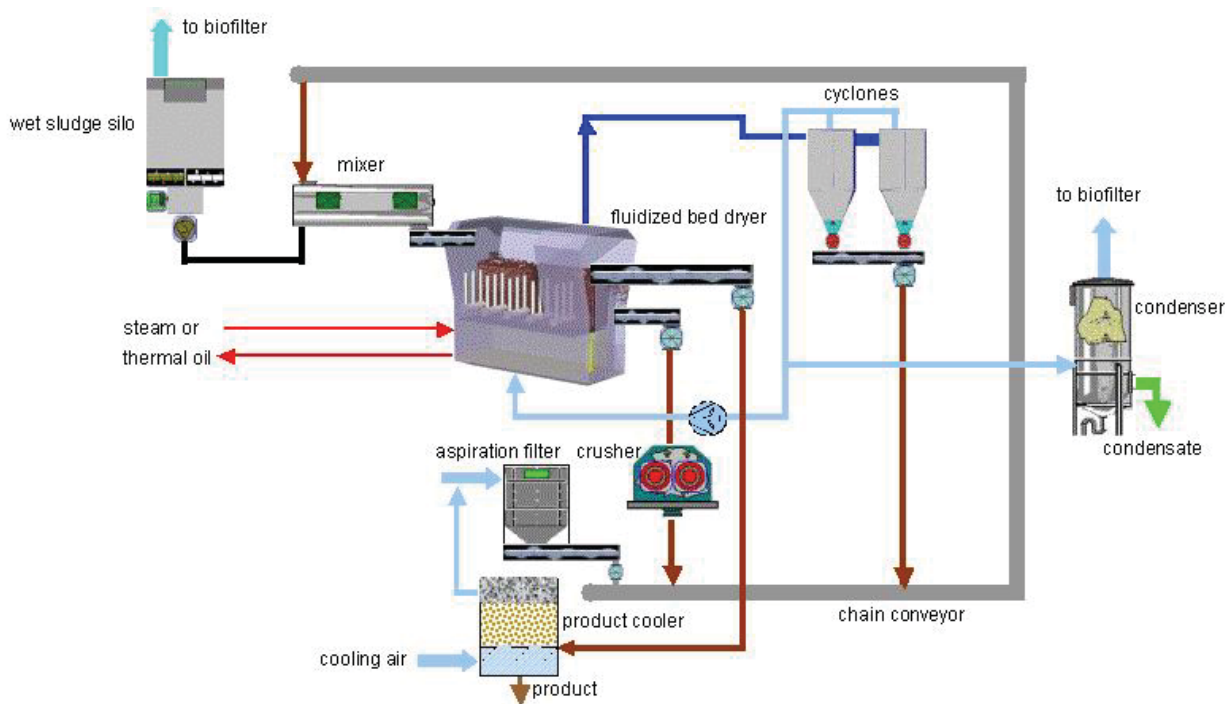 to biofilter
cyclones
wet sludge silo
mixer
to biofilter
fluidized bed dryer
condenser
steam or
thermal oil
aspiration filter
crusher
condensate
product cooler
chain conveyor
cooling air
product